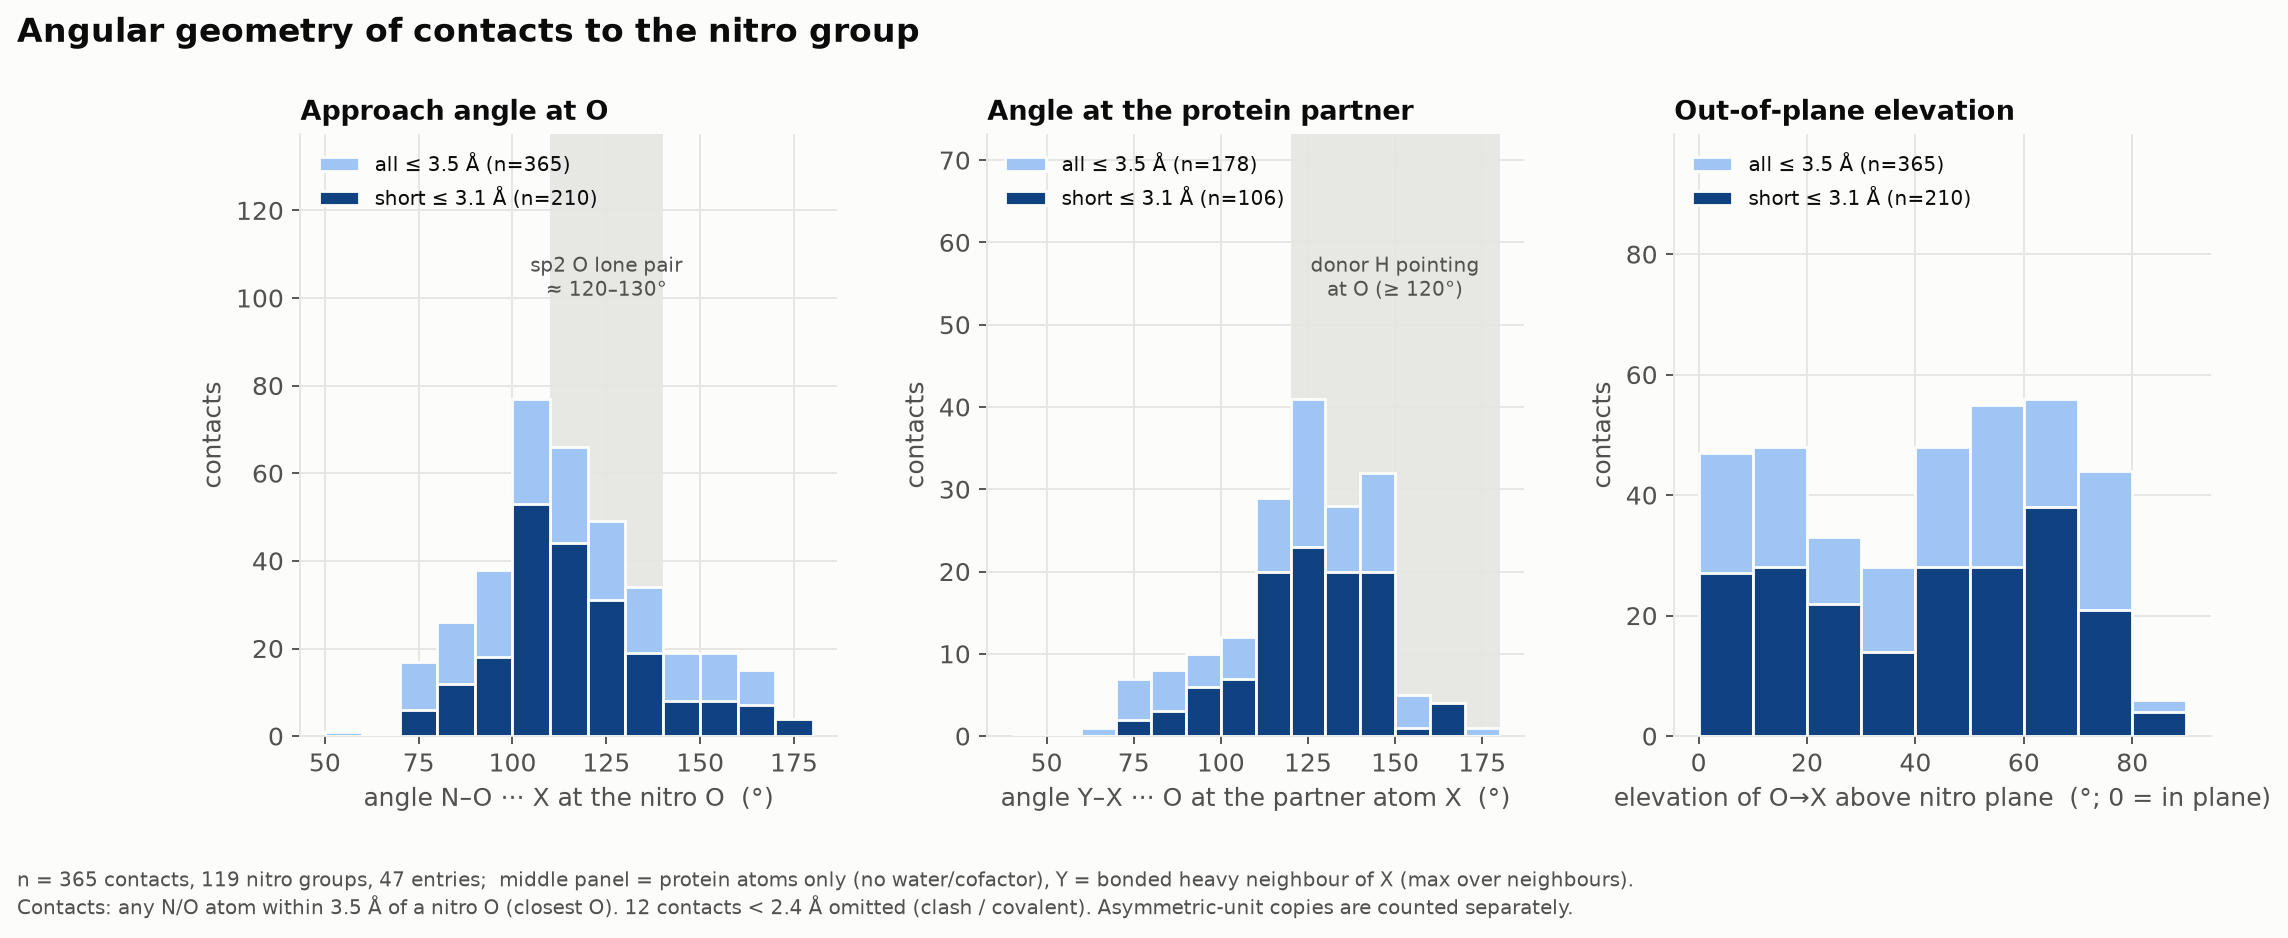 Angular geometry of contacts to the nitro group
Approach angle at O
all ≤ 3.5 Å (n=365)
short ≤ 3.1 Å (n=210)
sp2 O lone pair
≈ 120–130°
contacts
0
20
40
60
80
100
120
50
75
100
125
150
175
angle N–O ··· X at the nitro O (°)
Angle at the protein partner
all ≤ 3.5 Å (n=178)
short ≤ 3.1 Å (n=106)
donor H pointing
at O (≥ 120°)
contacts
0
10
20
30
40
50
60
70
50
75
100
125
150
175
angle Y–X ··· O at the partner atom X (°)
Out-of-plane elevation
all ≤ 3.5 Å (n=365)
short ≤ 3.1 Å (n=210)
contacts
0
20
40
60
80
0
20
40
60
80
elevation of O→X above nitro plane (°; 0 = in plane)
n = 365 contacts, 119 nitro groups, 47 entries; middle panel = protein atoms only (no water/cofactor), Y = bonded heavy neighbour of X (max over neighbours).
Contacts: any N/O atom within 3.5 Å of a nitro O (closest O). 12 contacts < 2.4 Å omitted (clash / covalent). Asymmetric-unit copies are counted separately.